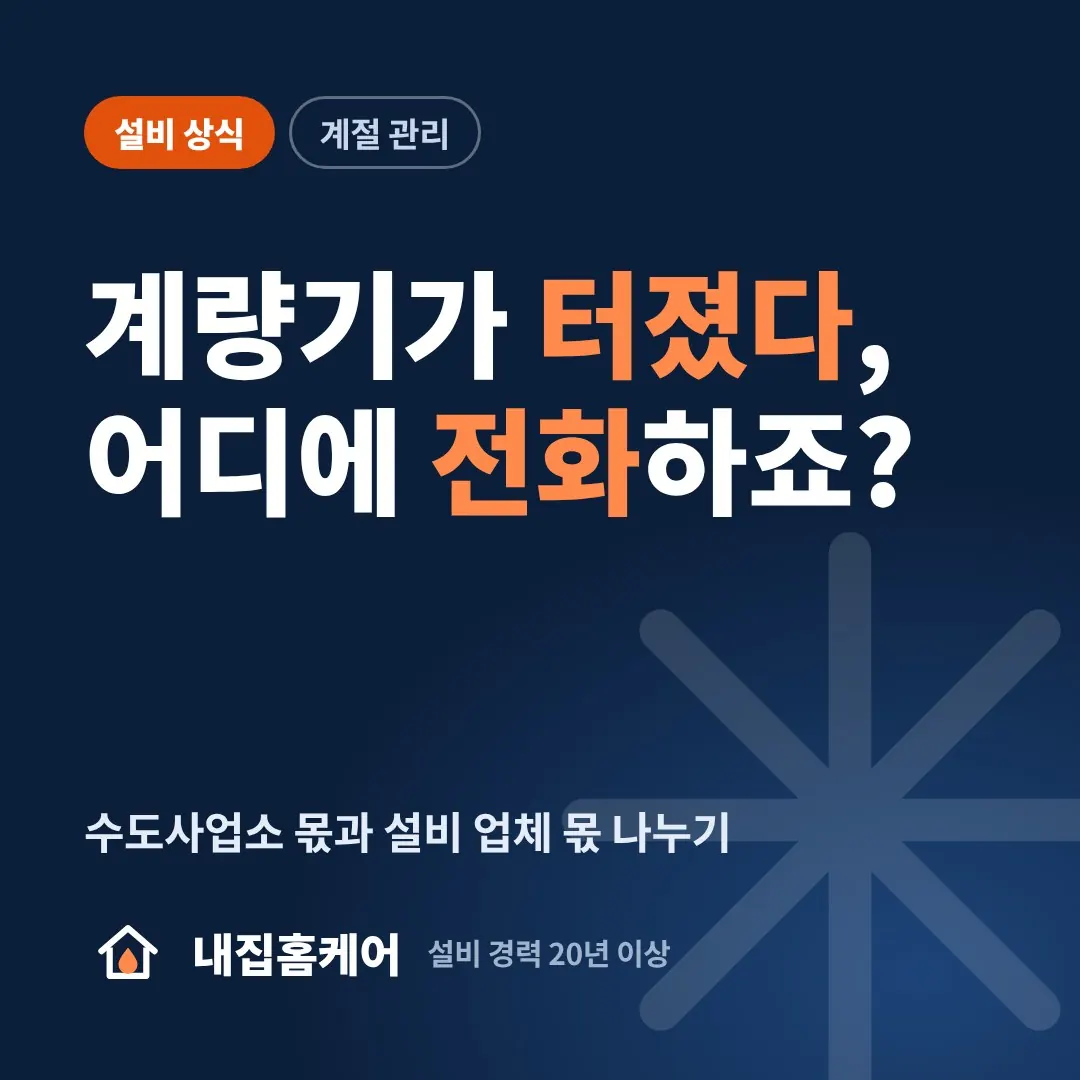 설비 상식
계절 관리
계량기가 터졌다,
어디에 전화하죠?
수도사업소 몫과 설비 업체 몫 나누기
내집홈케어
설비 경력 20년 이상